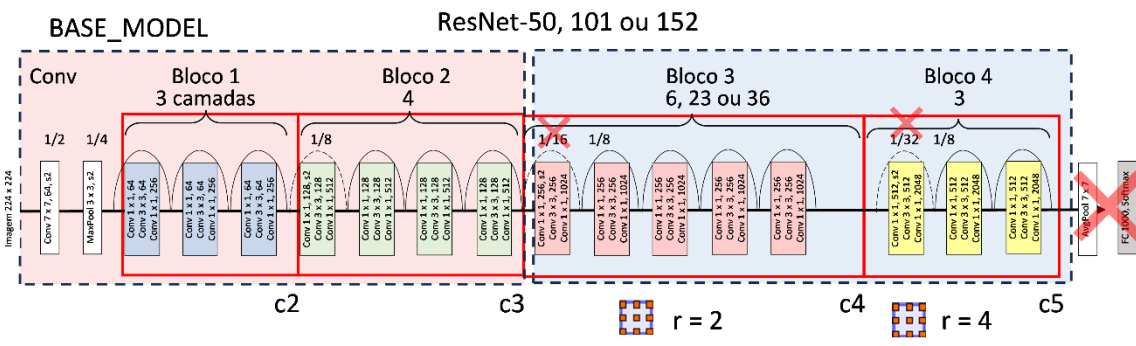 BASE_MODEL
ResNet-50, 101 ou 152
Conv
Bloco 1
3 camadas
Bloco 2
4
Bloco 3
6, 23 ou 36
Bloco 4
3
1/2
1/4
1/8
1/16
1/8
1/32
1/8
Imagem 224 x 224
Conv 7 x 7, 64, s2
MaxPool 3 x 3, s2
Conv 1 x 1, 64
Conv 3 x 3, 64
Conv 1 x 1, 256
Conv 1 x 1, 64
Conv 3 x 3, 64
Conv 1 x 1, 256
Conv 1 x 1, 64
Conv 3 x 3, 64
Conv 1 x 1, 256
Conv 1 x 1, 128, s2
Conv 3 x 3, 128
Conv 1 x 1, 512
Conv 1 x 1, 128
Conv 3 x 3, 128
Conv 1 x 1, 512
Conv 1 x 1, 128
Conv 3 x 3, 128
Conv 1 x 1, 512
Conv 1 x 1, 128
Conv 3 x 3, 128
Conv 1 x 1, 512
Conv 1 x 1, 256, s2
Conv 3 x 3, 256
Conv 1 x 1, 1024
Conv 1 x 1, 256
Conv 3 x 3, 256
Conv 1 x 1, 1024
Conv 1 x 1, 256
Conv 3 x 3, 256
Conv 1 x 1, 1024
Conv 1 x 1, 256
Conv 3 x 3, 256
Conv 1 x 1, 1024
Conv 1 x 1, 256
Conv 3 x 3, 256
Conv 1 x 1, 1024
Conv 1 x 1, 512, s2
Conv 3 x 3, 512
Conv 1 x 1, 2048
Conv 1 x 1, 512
Conv 3 x 3, 512
Conv 1 x 1, 2048
Conv 1 x 1, 512
Conv 3 x 3, 512
Conv 1 x 1, 2048
AvgPool 7 x 7
FC 1000, Softmax
c2
c3
c4
c5
r = 2
r = 4